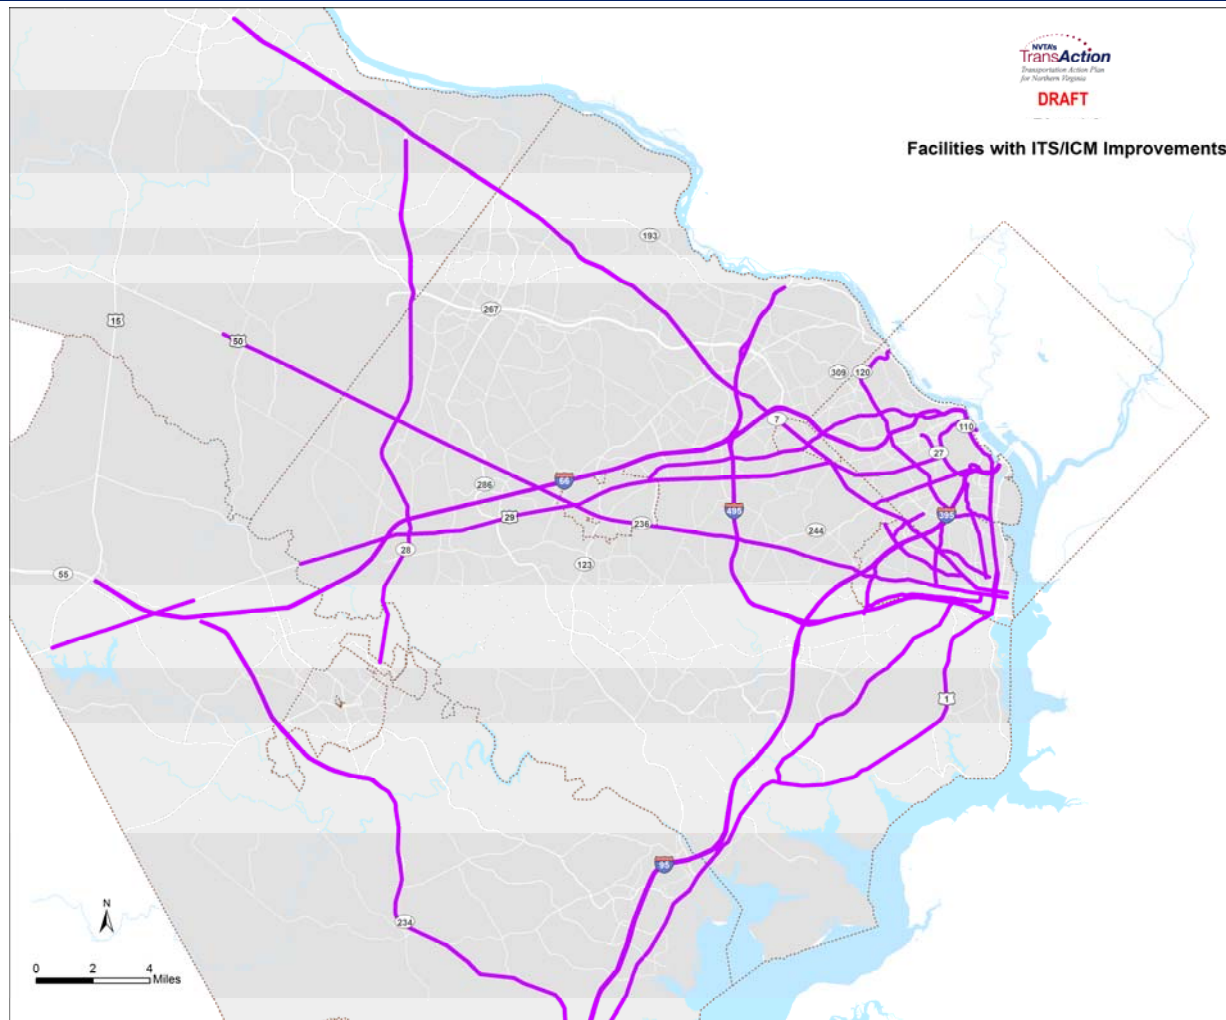 NVTA's
TransAction
Transportation Action Plan
for Northern Virginia
DRAFT
Facilities with ITS/ICM Improvements
193
267
15
50
309
120
7
110
27
66
286
29
495
395
236
244
28
123
55
1
95
234
N
0 2 4
Miles